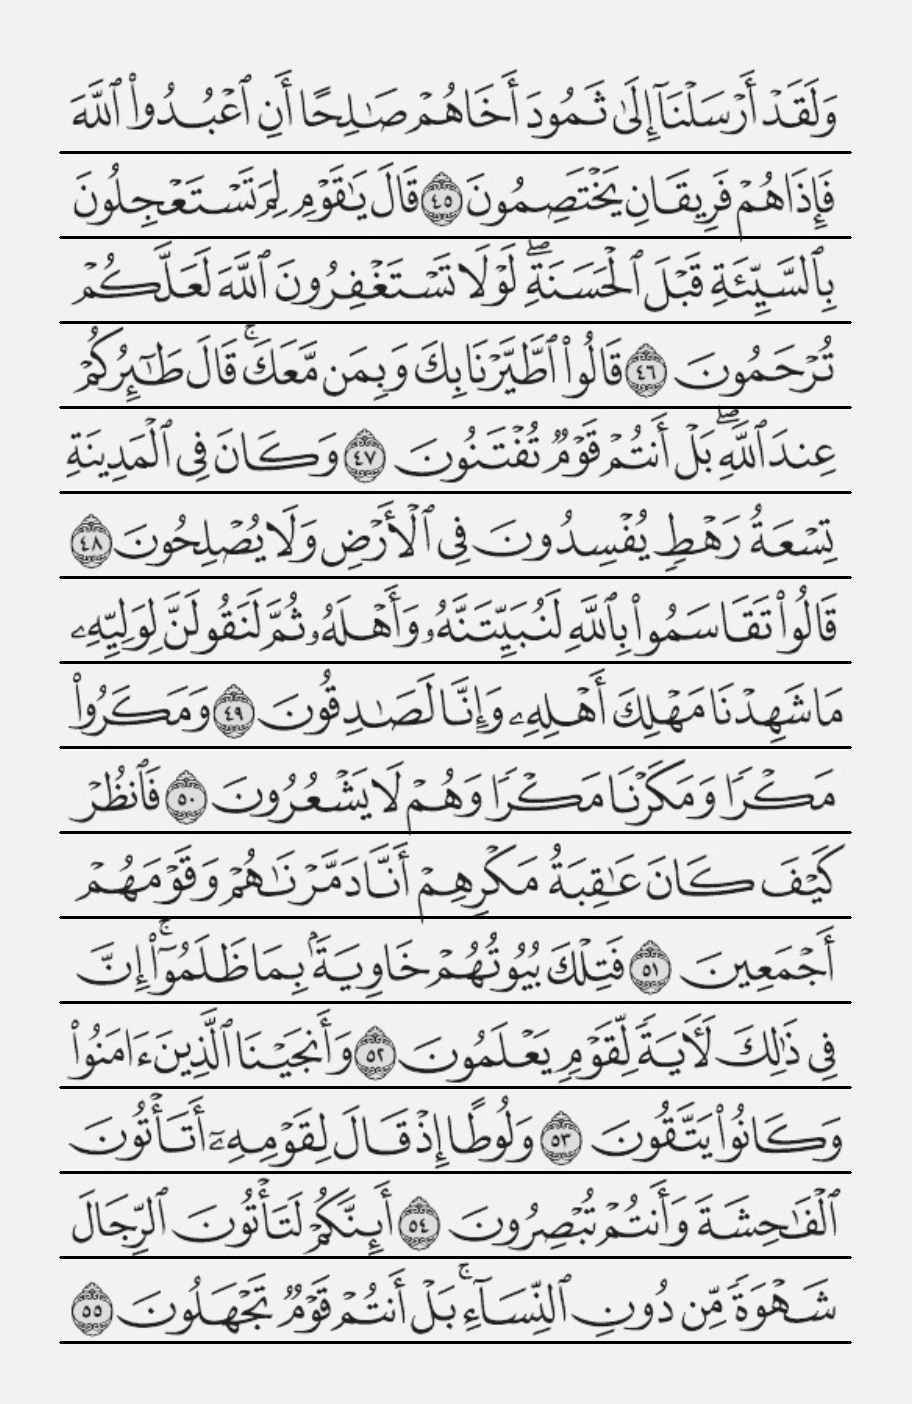 وَلَقَدْ أَرْسَلْنَآ إِلَىٰ ثَمُودَ أَخَاهُمْ صَـٰلِحًا أَنِ ٱعْبُدُوا۟ ٱللَّهَ
فَإِذَا هُمْ فَرِيقَانِ يَخْتَصِمُونَ ٤٥ قَالَ يَـٰقَوْمِ لِمَ تَسْتَعْجِلُونَ
بِٱلسَّيِّئَةِ قَبْلَ ٱلْحَسَنَةِ ۖ لَوْلَا تَسْتَغْفِرُونَ ٱللَّهَ لَعَلَّكُمْ
تُرْحَمُونَ ٤٦ قَالُوا۟ ٱطَّيَّرْنَا بِكَ وَبِمَن مَّعَكَ ۚ قَالَ طَـٰٓئِرُكُمْ
عِندَ ٱللَّهِ ۖ بَلْ أَنتُمْ قَوْمٌ تُفْتَنُونَ ٤٧ وَكَانَ فِى ٱلْمَدِينَةِ
تِسْعَةُ رَهْطٍ يُفْسِدُونَ فِى ٱلْأَرْضِ وَلَا يُصْلِحُونَ ٤٨
قَالُوا۟ تَقَاسَمُوا۟ بِٱللَّهِ لَنُبَيِّتَنَّهُۥ وَأَهْلَهُۥ ثُمَّ لَنَقُولَنَّ لِوَلِيِّهِۦ
مَا شَهِدْنَا مَهْلِكَ أَهْلِهِۦ وَإِنَّا لَصَـٰدِقُونَ ٤٩ وَمَكَرُوا۟
مَكْرًا وَمَكَرْنَا مَكْرًا وَهُمْ لَا يَشْعُرُونَ ٥٠ فَٱنظُرْ
كَيْفَ كَانَ عَـٰقِبَةُ مَكْرِهِمْ أَنَّا دَمَّرْنَـٰهُمْ وَقَوْمَهُمْ
أَجْمَعِينَ ٥١ فَتِلْكَ بُيُوتُهُمْ خَاوِيَةًۢ بِمَا ظَلَمُوٓا۟ ۚ إِنَّ
فِى ذَٰلِكَ لَـَٔايَةً لِّقَوْمٍ يَعْلَمُونَ ٥٢ وَأَنجَيْنَا ٱلَّذِينَ ءَامَنُوا۟
وَكَانُوا۟ يَتَّقُونَ ٥٣ وَلُوطًا إِذْ قَالَ لِقَوْمِهِۦٓ أَتَأْتُونَ
ٱلْفَـٰحِشَةَ وَأَنتُمْ تُبْصِرُونَ ٥٤ أَئِنَّكُمْ لَتَأْتُونَ ٱلرِّجَالَ
شَهْوَةً مِّن دُونِ ٱلنِّسَآءِ ۚ بَلْ أَنتُمْ قَوْمٌ تَجْهَلُونَ ٥٥